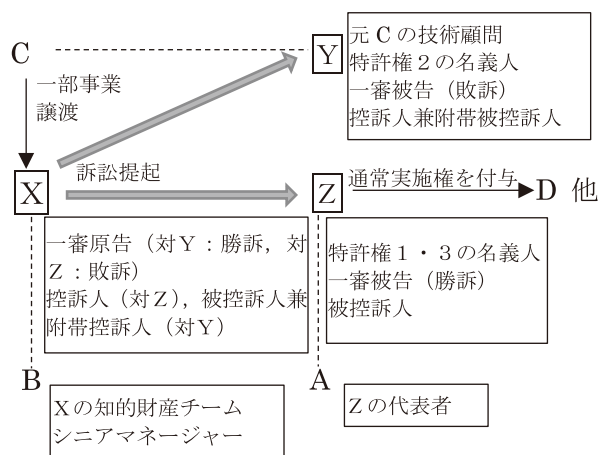 C
Y
元Cの技術顧問
特許権２の名義人
一審被告（敗訴）
控訴人兼附帯被控訴人
一部事業
譲渡
訴訟提起
X
Z
通常実施権を付与
D 他
一審原告（対Y：勝訴，対
Z：敗訴）
控訴人（対Z），被控訴人兼
附帯控訴人（対Y）
特許権１・３の名義人
一審被告（勝訴）
被控訴人
B
A
Xの知的財産チーム
シニアマネージャー
Zの代表者